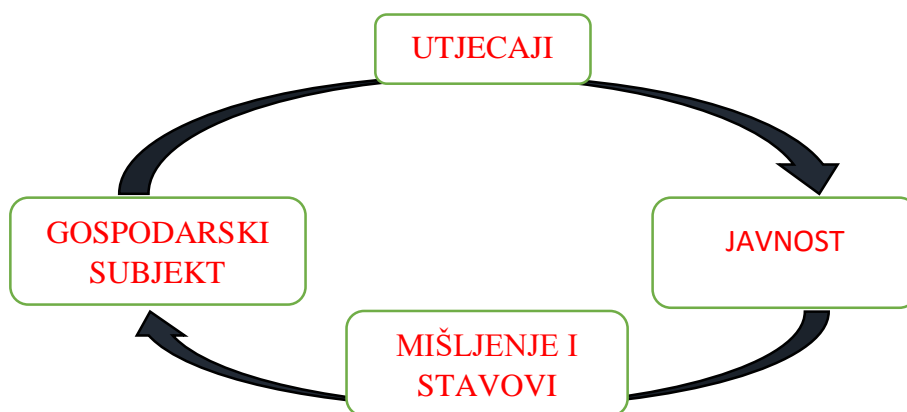 UTJECAJI
GOSPODARSKI
SUBJEKT
JAVNOST
MIŠLJENJE I
STAVOVI